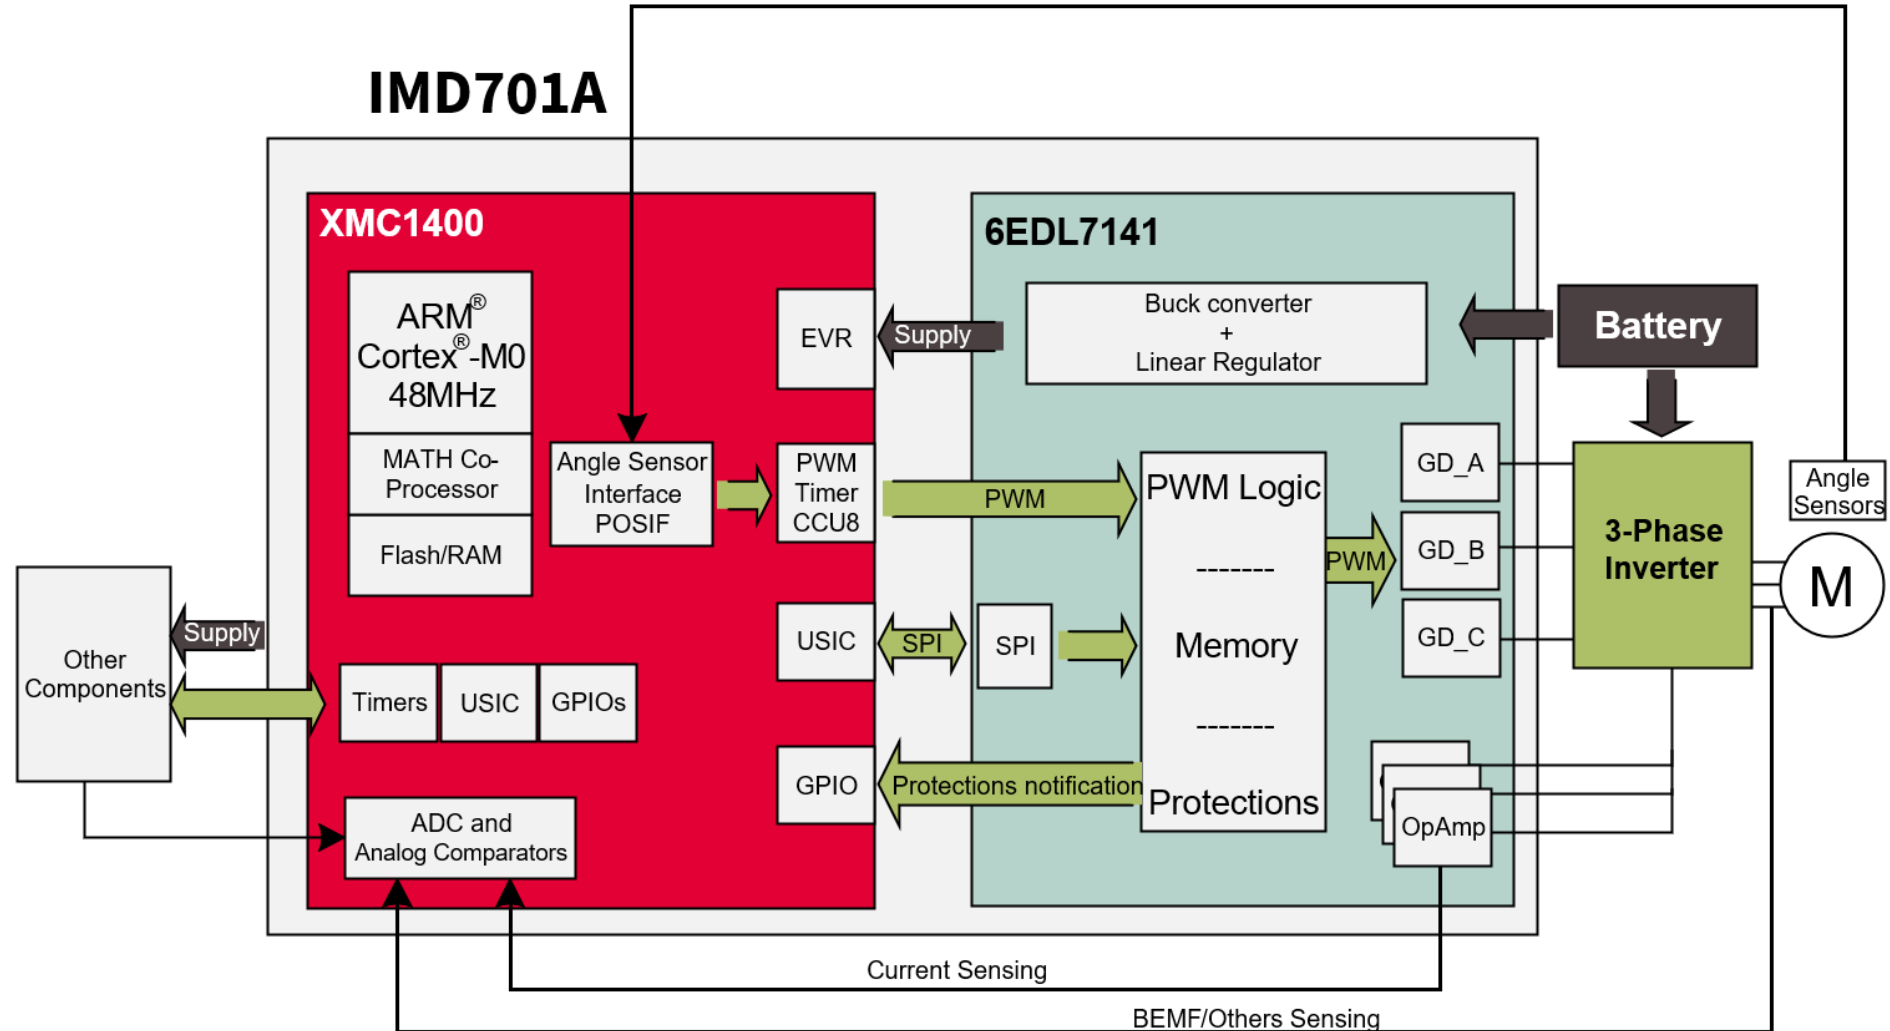 IMD701A
XMC1400
ARM®
Cortex®-M0
48MHz
MATH Co-
Processor
Flash/RAM
Angle Sensor
Interface
POSIF
EVR
PWM
Timer
CCU8
USIC
GPIO
Timers
USIC
GPIOs
ADC and
Analog Comparators
Other
Components
Supply
Supply
PWM
SPI
Protections notification
6EDL7141
Buck converter
+
Linear Regulator
SPI
PWM Logic
-------
Memory
-------
Protections
PWM
GD_A
GD_B
GD_C
OpAmp
Battery
3-Phase
Inverter
Angle
Sensors
M
Current Sensing
BEMF/Others Sensing